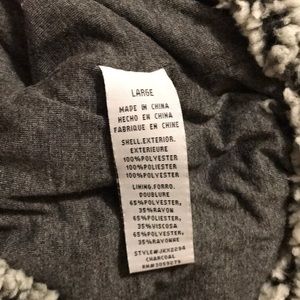 LARGE
MADE IN CHINA
HECHO EN CHINA
FABRIQUE EN CHINE
SHELL.EXTERIOR.
EXTERIEURE
100%POLYESTER
100%POLIESTER
100%POLYESTER
LINING.FORRO.
DOUBLURE
65%POLYESTER,
35%RAYON
65%POLIESTER,
35%VISCOSA
65%POLYESTER,
35%RAYONNE
CHARCOAL